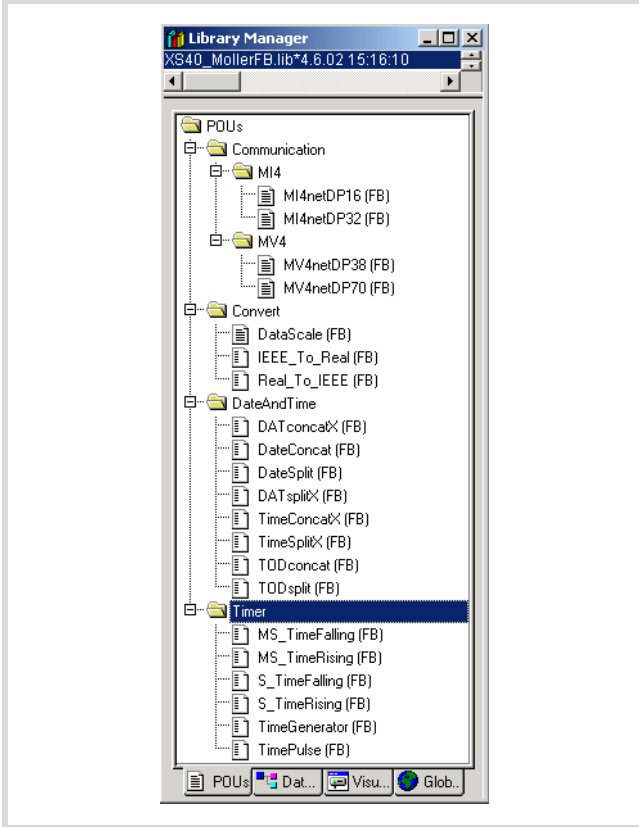 Library Manager
XS40_MollerFB.lib*4.6.02 15:16:10
POUs
Communication
MI4
MI4netDP16 (FB)
MI4netDP32 (FB)
MV4
MV4netDP38 (FB)
MV4netDP70 (FB)
Convert
DataScale (FB)
IEEE_To_Real (FB)
Real_To_IEEE (FB)
DateAndTime
DATconcatX (FB)
DateConcat (FB)
DateSplit (FB)
DATsplitX (FB)
TimeConcatX (FB)
TimeSplitX (FB)
TODconcat (FB)
TODsplit (FB)
Timer
MS_TimeFalling (FB)
MS_TimeRising (FB)
S_TimeFalling (FB)
S_TimeRising (FB)
TimeGenerator (FB)
TimePulse (FB)
POUs Dat... Visu... Glob..